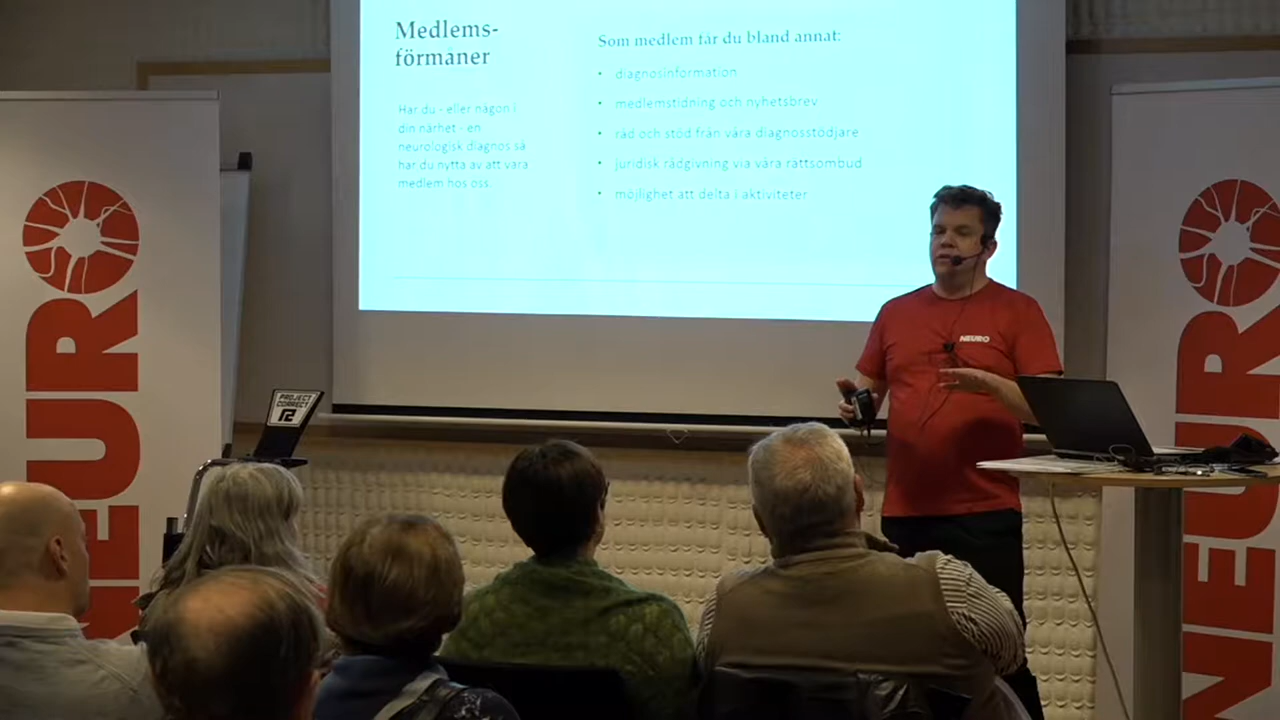 Medlems-
förmåner
Har du - eller någon i
din närhet - en
neurologisk diagnos så
har du nytta av att vara
medlem hos oss.
Som medlem får du bland annat:
• diagnosinformation
• medlemstidning och nyhetsbrev
• råd och stöd från våra diagnosstödjare
• juridisk rådgivning via våra rättsombud
• möjlighet att delta i aktiviteter
NEURO
PROJECT
CORRECT
NEURO
NEURO